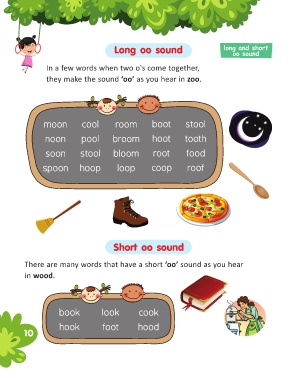 Long oo sound
long and short
oo sound
In a few words when two o's come together,
they make the sound 'oo' as you hear in zoo.
moon cool room boot stool
noon pool broom hoot tooth
soon stool bloom root food
spoon hoop loop coop roof
Short oo sound
There are many words that have a short 'oo' sound as you hear
in wood.
book look cook
hook foot hood
10